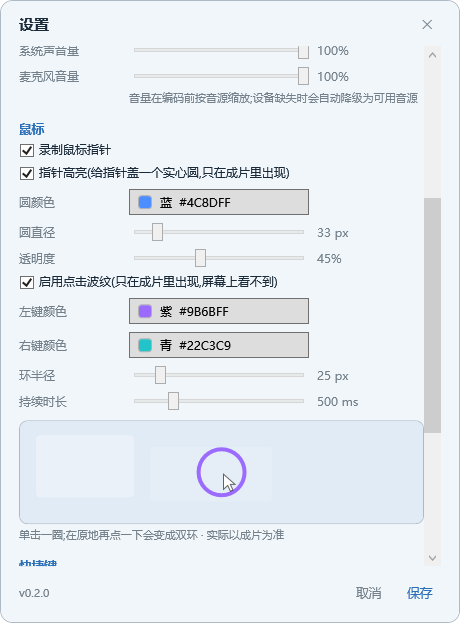 设置
系统声音量 100%
麦克风音量 100%
音量在编码前按音源缩放;设备缺失时会自动降级为可用音源
鼠标
录制鼠标指针
指针高亮(给指针盖一个实心圆,只在成片里出现)
圆颜色 蓝 #4C8DFF
圆直径 33 px
透明度 45%
启用点击波纹(只在成片里出现,屏幕上看不到)
左键颜色 紫 #9B6BFF
右键颜色 青 #22C3C9
环半径 25 px
持续时长 500 ms
单击一圈;在原地再点一下会变成双环 · 实际以成片为准
快捷键
v0.2.0 取消 保存